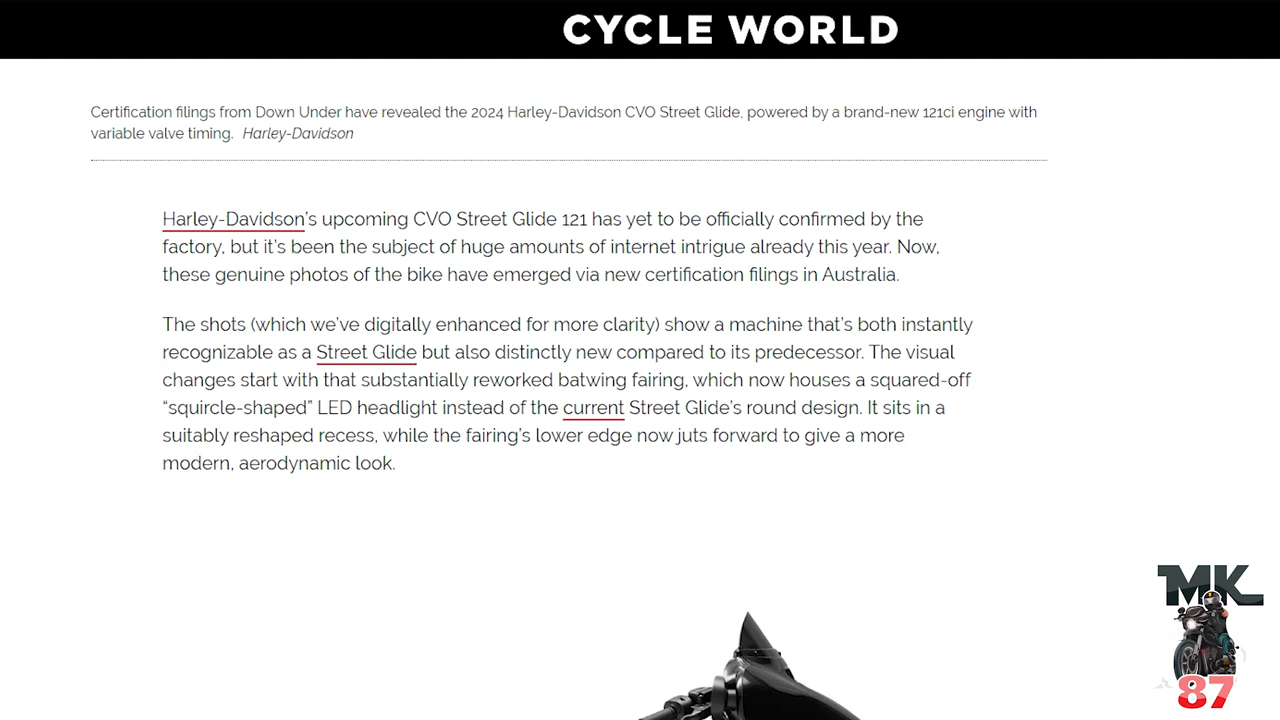 CYCLE WORLD
Certification filings from Down Under have revealed the 2024 Harley-Davidson CVO Street Glide, powered by a brand-new 121ci engine with
variable valve timing. Harley-Davidson
Harley-Davidson's upcoming CVO Street Glide 121 has yet to be officially confirmed by the
factory, but it's been the subject of huge amounts of internet intrigue already this year. Now,
these genuine photos of the bike have emerged via new certification filings in Australia.
The shots (which we've digitally enhanced for more clarity) show a machine that's both instantly
recognizable as a Street Glide but also distinctly new compared to its predecessor. The visual
changes start with that substantially reworked batwing fairing, which now houses a squared-off
“squircle-shaped” LED headlight instead of the current Street Glide's round design. It sits in a
suitably reshaped recess, while the fairing's lower edge now juts forward to give a more
modern, aerodynamic look.
MK
87